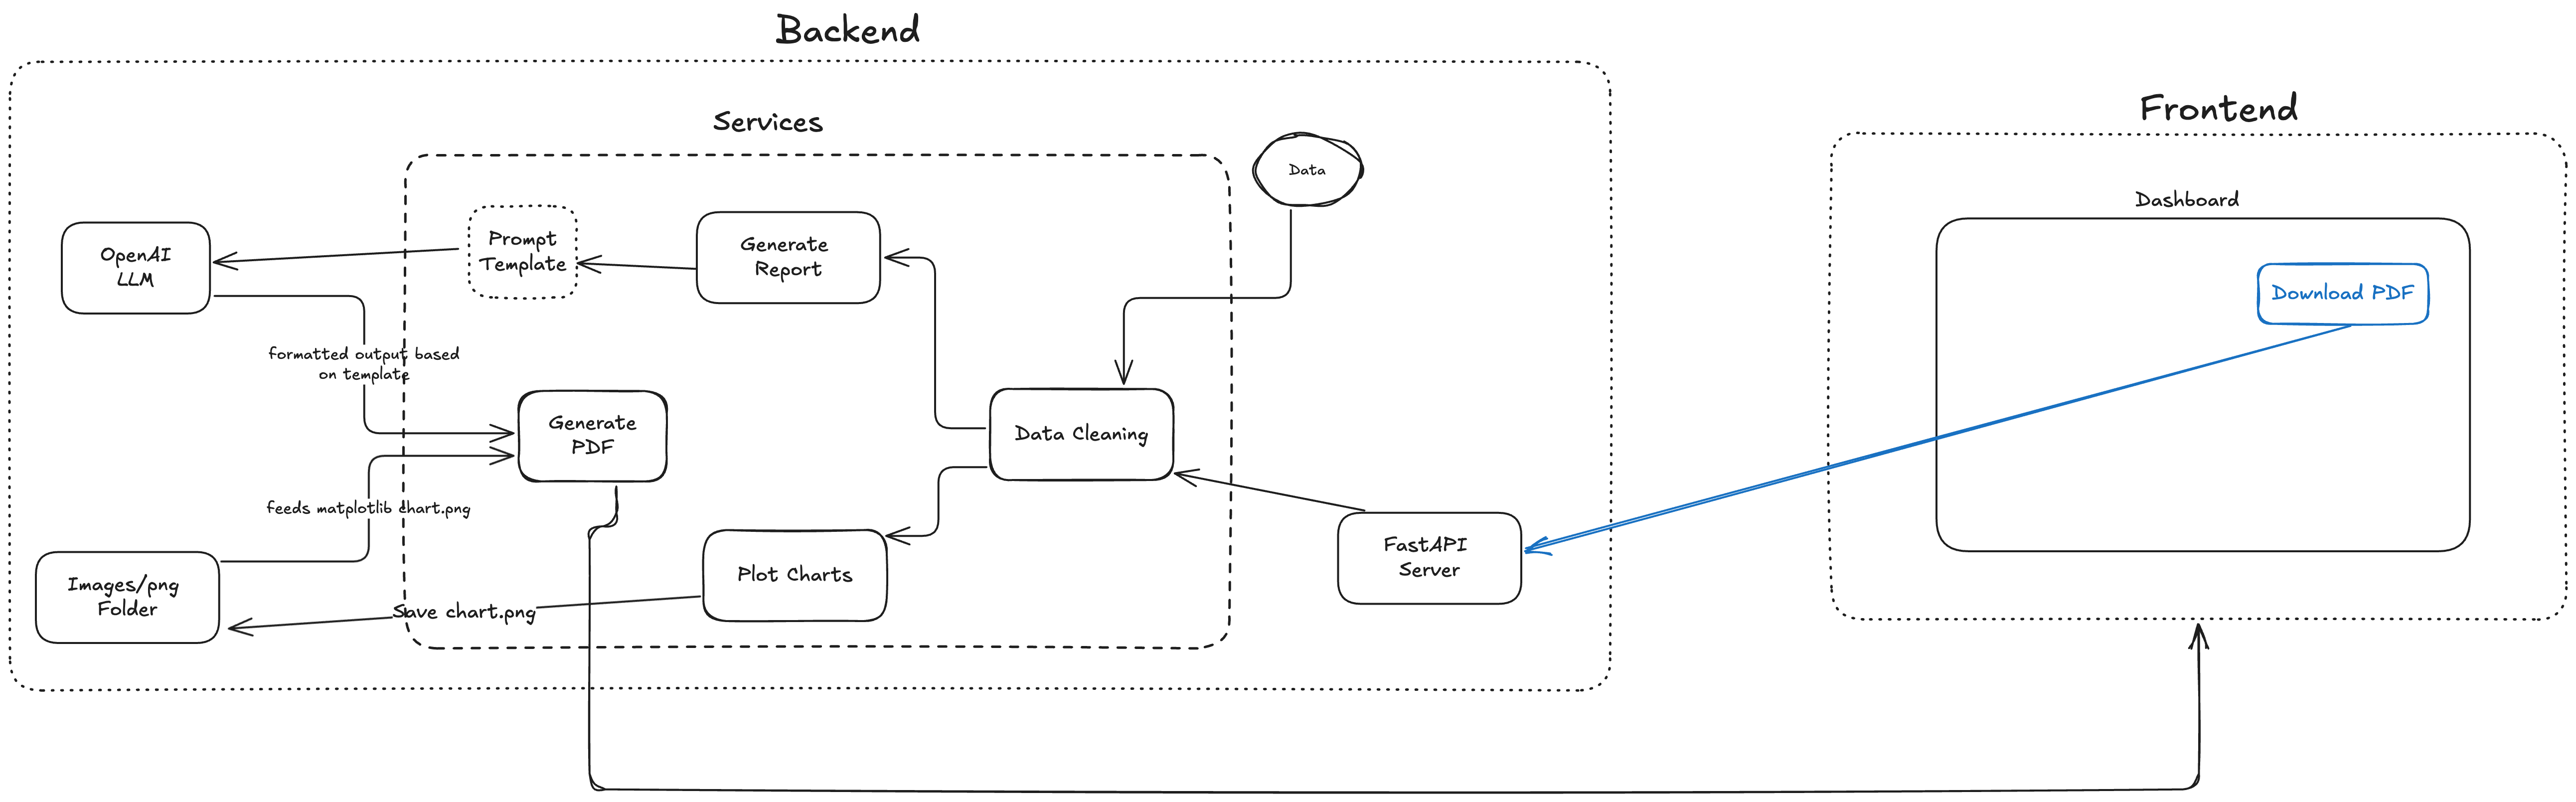 Backend
Frontend
Services
Data
Dashboard
Prompt
Template
Generate
Report
OpenAI
LLM
Download PDF
formatted output based
on template
Generate
PDF
Data Cleaning
feeds matplotlib chart.png
FastAPI
Server
Plot Charts
Images/png
Folder
Save chart.png